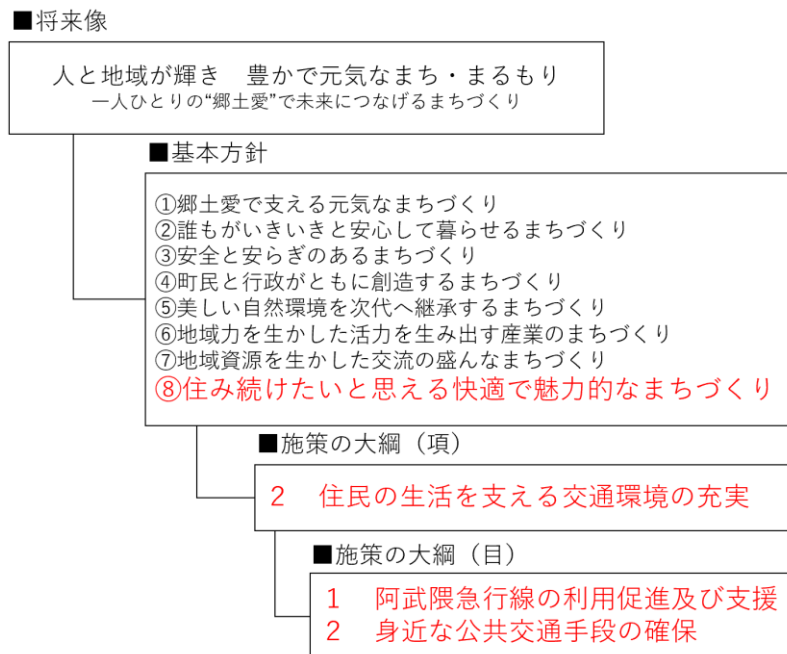 ■将来像
人と地域が輝き　豊かで元気なまち・まるもり
一人ひとりの“郷土愛”で未来につなげるまちづくり
■基本方針
①郷土愛で支える元気なまちづくり
②誰もがいきいきと安心して暮らせるまちづくり
③安全と安らぎのあるまちづくり
④町民と行政がともに創造するまちづくり
⑤美しい自然環境を次代へ継承するまちづくり
⑥地域力を生かした活力を生み出す産業のまちづくり
⑦地域資源を生かした交流の盛んなまちづくり
⑧住み続けたいと思える快適で魅力的なまちづくり
■施策の大綱（項）
2　住民の生活を支える交通環境の充実
■施策の大綱（目）
1　阿武隈急行線の利用促進及び支援
2　身近な公共交通手段の確保